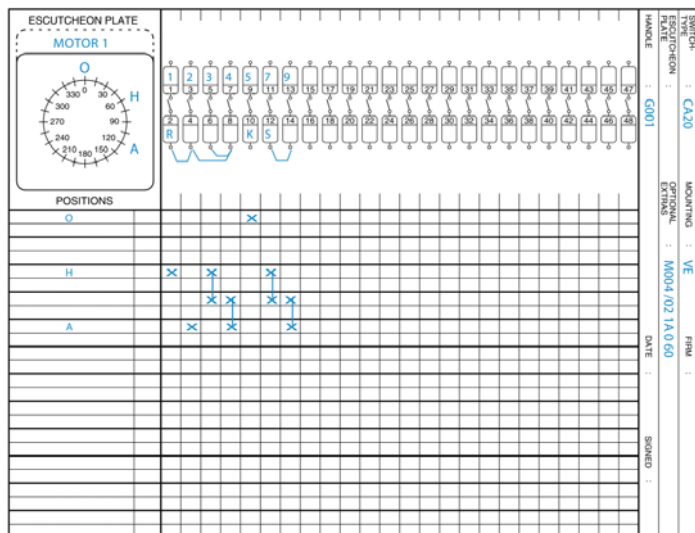 ESCUTCHEON PLATE
MOTOR 1
O
H
A
0 30 60 90 120 150 180 210 240 270 300 330
1 2 3 4 5 7 9
1 3 5 7 9 11 13 15 17 19 21 23 25 27 29 31 33 35 37 39 41 43 45 47
2 4 6 8 10 12 14 16 18 20 22 24 26 28 30 32 34 36 38 40 42 44 46 48
R K S
POSITIONS
O
H
A
SWITCH-TYPE : CA20 MOUNTING : VE FIRM :
ESCUTCHEON PLATE : OPTIONAL EXTRAS : M004 /02 1A 0 60
HANDLE : G001 DATE : SIGNED :